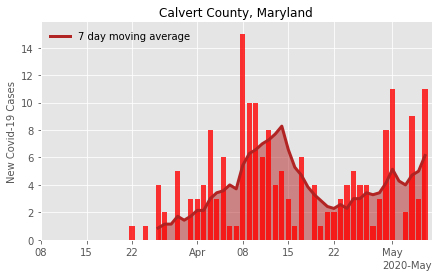 Calvert County, Maryland
7 day moving average
New Covid-19 Cases
14
12
10
8
6
4
2
0
08 15 22 Apr 08 15 22 May
2020-May